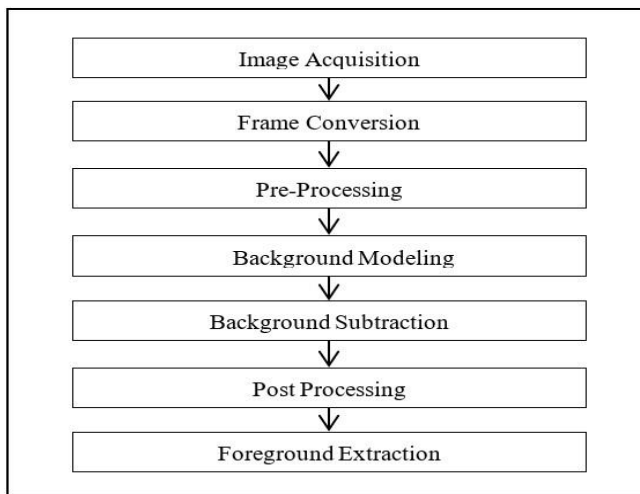 Image Acquisition
Frame Conversion
Pre-Processing
Background Modeling
Background Subtraction
Post Processing
Foreground Extraction